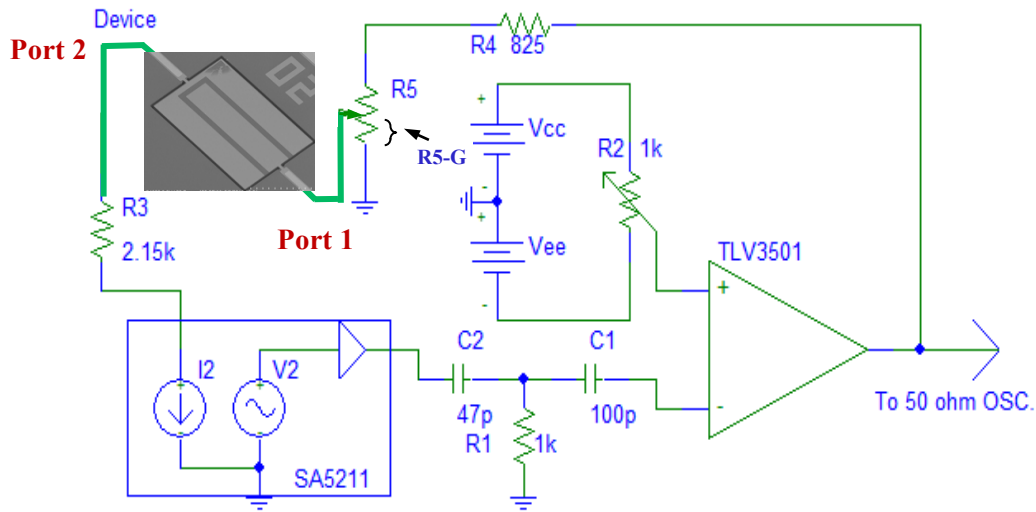 Device
Port 2
R4 825
R5
R5-G
+
Vcc
-
R2 1k
+
Vee
-
R3
2.15k
Port 1
TLV3501
+
-
C2
47p
C1
100p
R1 1k
I2
V2
SA5211
To 50 ohm OSC.
02